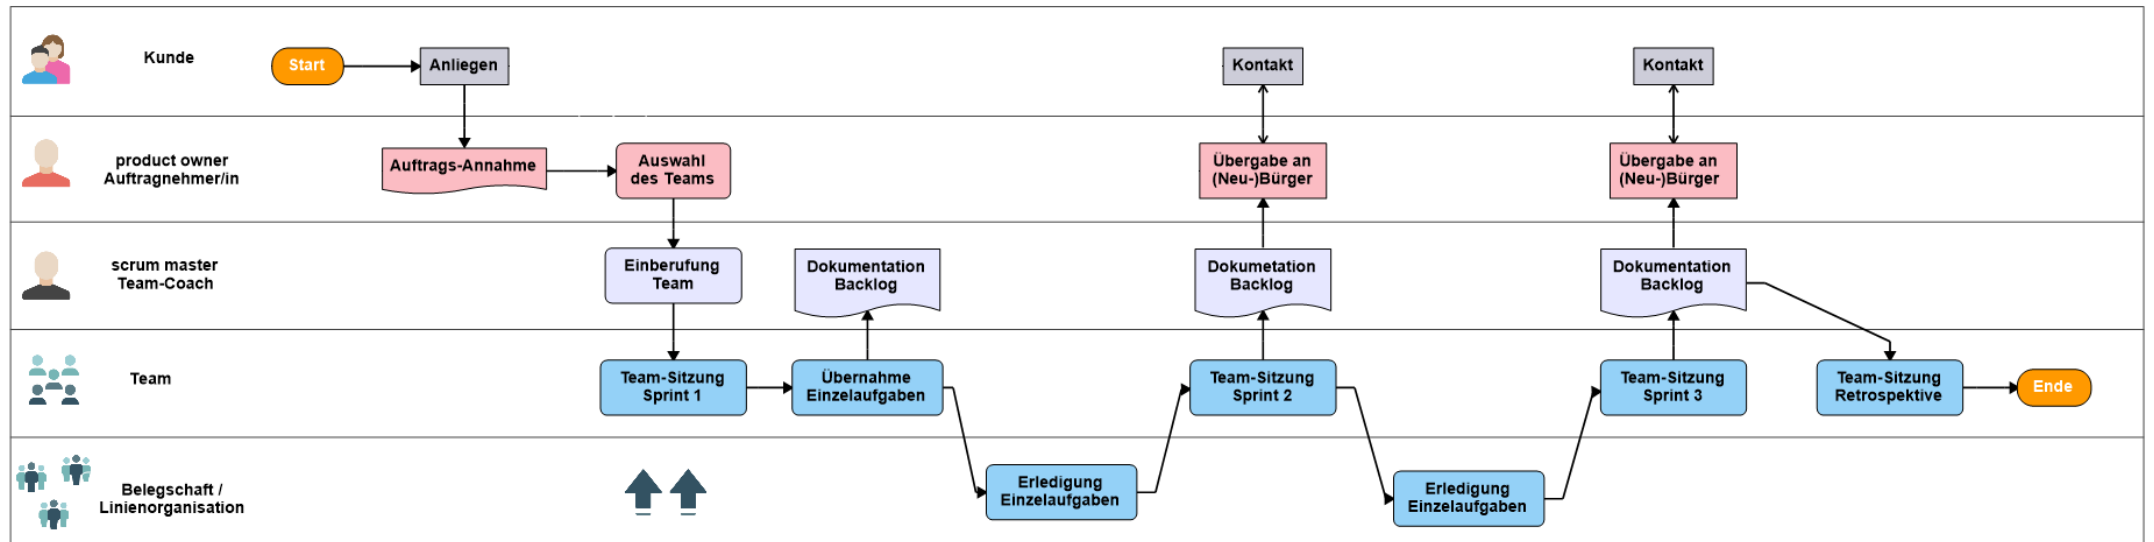 Kunde
Start
Anliegen
Kontakt
Kontakt
product owner
Auftragnehmer/in
Auftrags-Annahme
Auswahl
des Teams
Übergabe an
(Neu-)Bürger
Übergabe an
(Neu-)Bürger
scrum master
Team-Coach
Einberufung
Team
Dokumentation
Backlog
Dokumetation
Backlog
Dokumentation
Backlog
Team
Team-Sitzung
Sprint 1
Übernahme
Einzelaufgaben
Team-Sitzung
Sprint 2
Team-Sitzung
Sprint 3
Team-Sitzung
Retrospektive
Ende
Belegschaft /
Linienorganisation
Erledigung
Einzelaufgaben
Erledigung
Einzelaufgaben